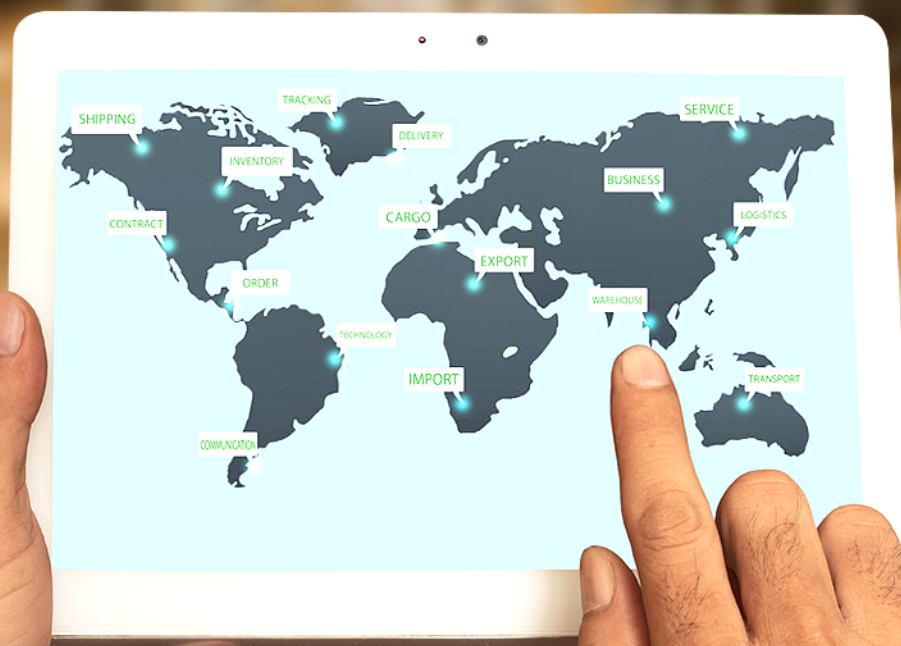 TRACKING
SHIPPING
SERVICE
DELIVERY
INVENTORY
BUSINESS
CONTRACT
CARGO
LOGISTICS
EXPORT
ORDER
WAREHOUSE
TECHNOLOGY
IMPORT
TRANSPORT
COMMUNICATION